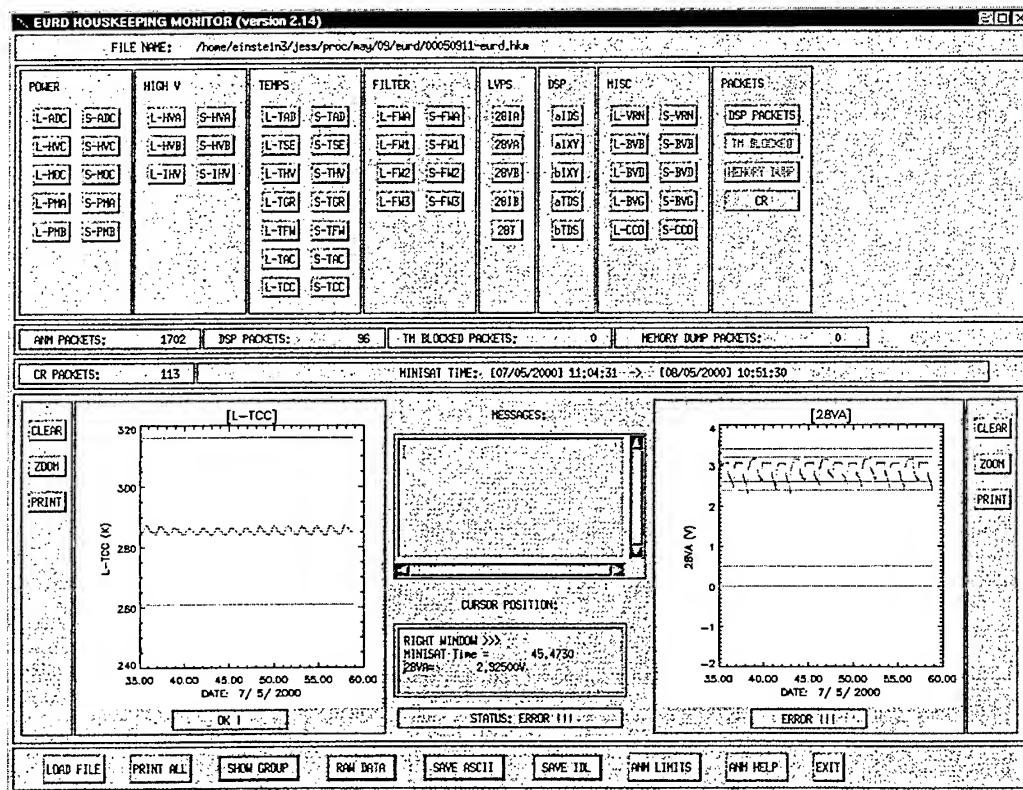 EURD HOUSKEEPING MONITOR (version 2.14)
FILE NAME: /home/einstein3/jess/proc/may/09/eurd/00050911-eurd.hkm
POWER HIGH V TEMPS FILTER LVPS DSP MISC PACKETS
L-ADC S-ADC L-HVA S-HVA L-TAD S-TAD L-FWA S-FWA 28IA aIDS L-VRN S-VRN DSP PACKETS
L-HVC S-HVC L-HVB S-HVB L-TSE S-TSE L-FW1 S-FW1 28VA aIXY L-BVB S-BVB TM BLOCKED
L-MOC S-MOC L-IHV S-IHV L-THV S-THV L-FW2 S-FW2 28VB bIXY L-BVD S-BVD MEMORY DUMP
L-PMA S-PMA L-TGR S-TGR L-FW3 S-FW3 28IB aTDS L-BVG S-BVG CR
L-PMB S-PMB L-TFW S-TFW 28T bTDS L-CCO S-CCO
L-TAC S-TAC
L-TCC S-TCC
ANM PACKETS: 1702 DSP PACKETS: 96 TM BLOCKED PACKETS: 0 MEMORY DUMP PACKETS: 0
CR PACKETS: 113 MINISAT TIME: [07/05/2000] 11:04:31 -> [08/05/2000] 10:51:30
CLEAR
ZOOM
PRINT
[L-TCC]
320
300
280
260
240
L-TCC (K)
35.00 40.00 45.00 50.00 55.00 60.00
DATE: 7/ 5/ 2000
OK !
MESSAGES:
CURSOR POSITION:
RIGHT WINDOW >>>
MINISAT Time = 45.4730
28VA= 2.92500V
STATUS: ERROR !!!
[28VA]
4
3
2
1
0
-1
-2
28VA (V)
35.00 40.00 45.00 50.00 55.00 60.00
DATE: 7/ 5/ 2000
ERROR !!!
CLEAR
ZOOM
PRINT
LOAD FILE PRINT ALL SHOW GROUP RAW DATA SAVE ASCII SAVE IDL ANM LIMITS ANM HELP EXIT